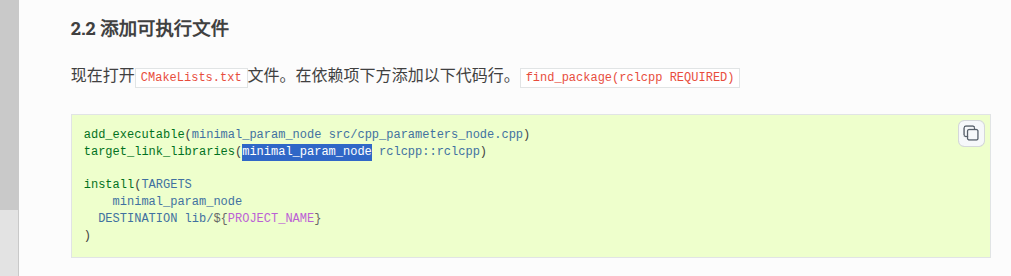 2.2 添加可执行文件
现在打开 CMakeLists.txt 文件。在依赖项下方添加以下代码行。 find_package(rclcpp REQUIRED)
add_executable(minimal_param_node src/cpp_parameters_node.cpp)
target_link_libraries(minimal_param_node rclcpp::rclcpp)
install(TARGETS
    minimal_param_node
  DESTINATION lib/${PROJECT_NAME}
)